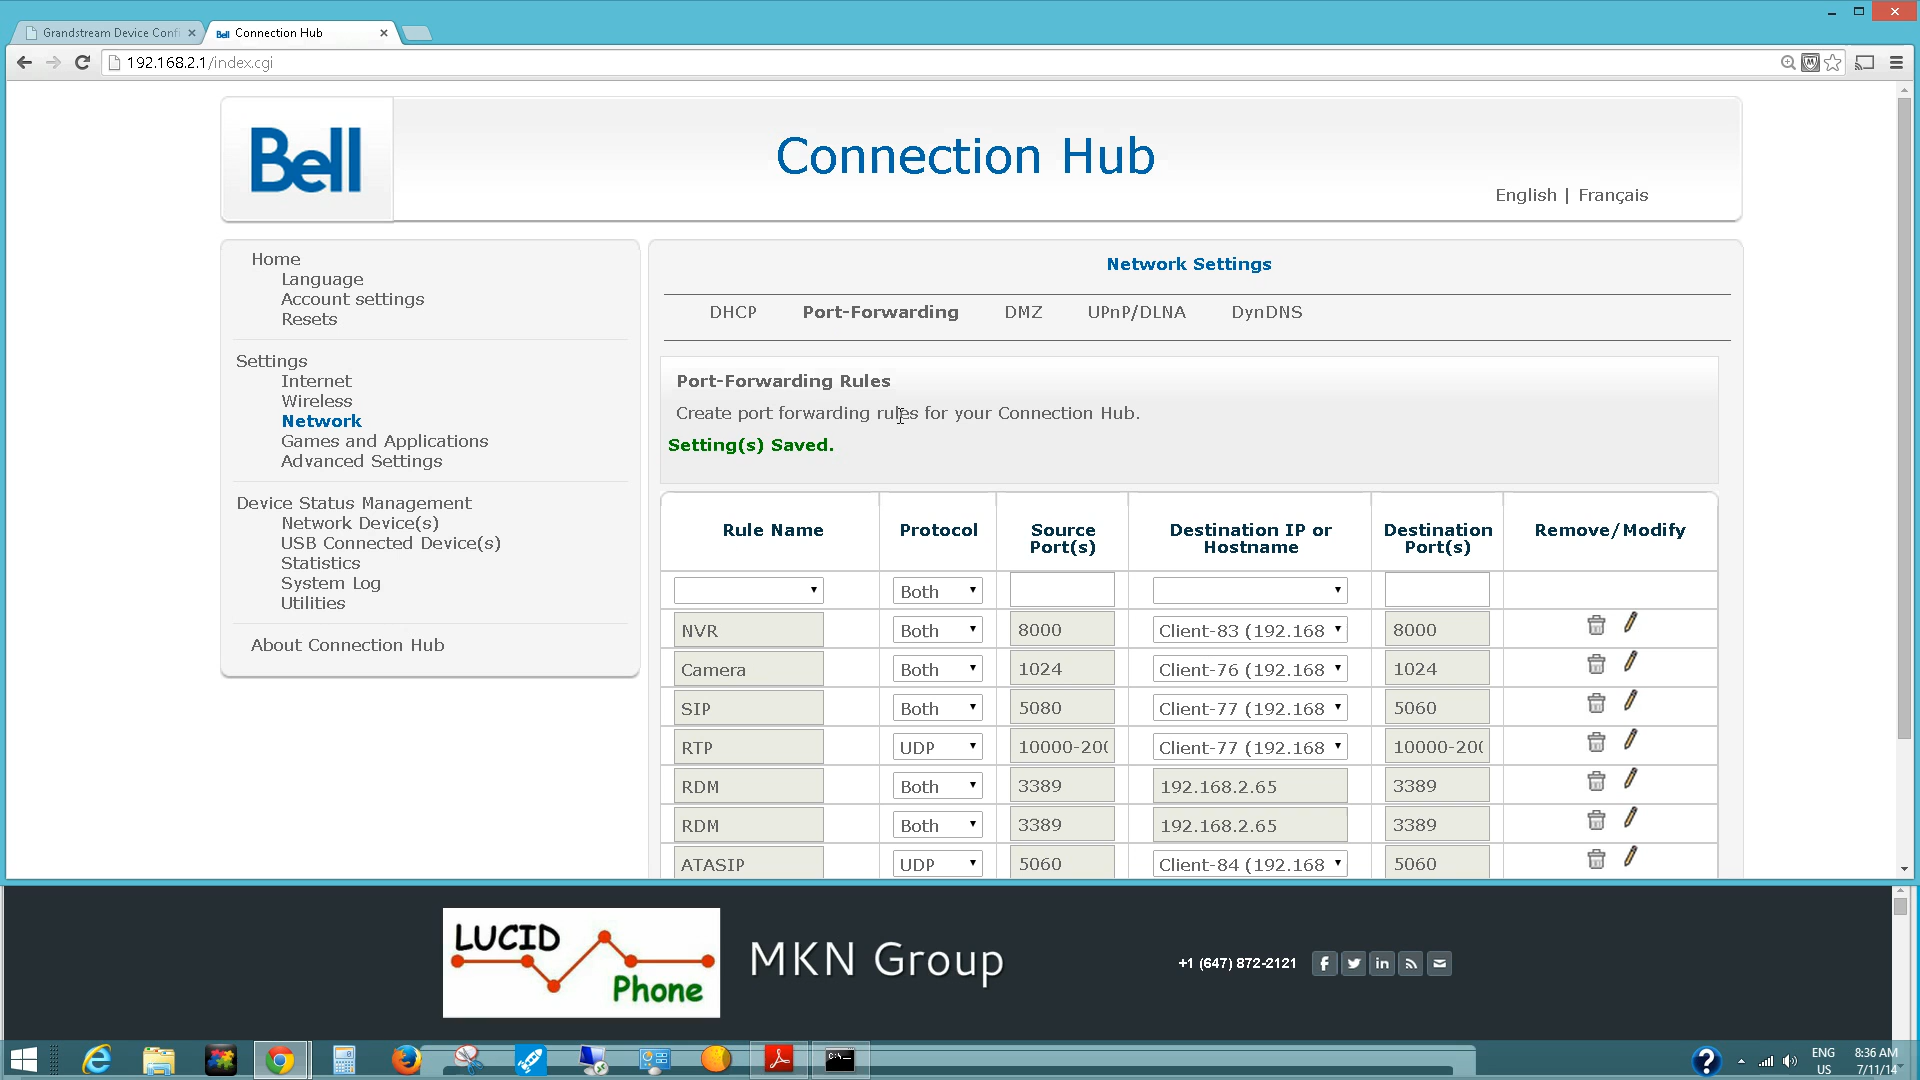 Grandstream Device Confi
Bell Connection Hub
192.168.2.1/index.cgi
Bell
Connection Hub
English | Français
Home
Language
Account settings
Resets
Settings
Internet
Wireless
Network
Games and Applications
Advanced Settings
Device Status Management
Network Device(s)
USB Connected Device(s)
Statistics
System Log
Utilities
About Connection Hub
Network Settings
DHCP Port-Forwarding DMZ UPnP/DLNA DynDNS
Port-Forwarding Rules
Create port forwarding rules for your Connection Hub.
Setting(s) Saved.
Rule Name Protocol Source Port(s) Destination IP or Hostname Destination Port(s) Remove/Modify
Both
NVR Both 8000 Client-83 (192.168 8000
Camera Both 1024 Client-76 (192.168 1024
SIP Both 5080 Client-77 (192.168 5060
RTP UDP 10000-200 Client-77 (192.168 10000-200
RDM Both 3389 192.168.2.65 3389
RDM Both 3389 192.168.2.65 3389
ATASIP UDP 5060 Client-84 (192.168 5060
LUCID
Phone
MKN Group
+1 (647) 872-2121
ENG
US
8:36 AM
7/11/14